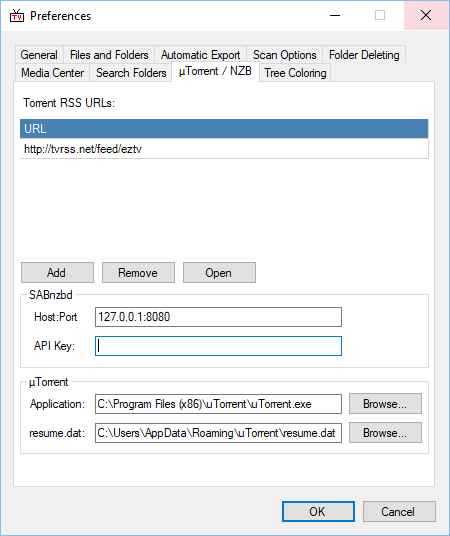 TV Preferences
General Files and Folders Automatic Export Scan Options Folder Deleting
Media Center Search Folders µTorrent / NZB Tree Coloring
Torrent RSS URLs:
URL
http://tvrss.net/feed/eztv
Add Remove Open
SABnzbd
Host:Port 127.0.0.1:8080
API Key:
µTorrent
Application: C:\Program Files (x86)\uTorrent\uTorrent.exe Browse...
resume.dat: C:\Users\AppData\Roaming\uTorrent\resume.dat Browse...
OK Cancel